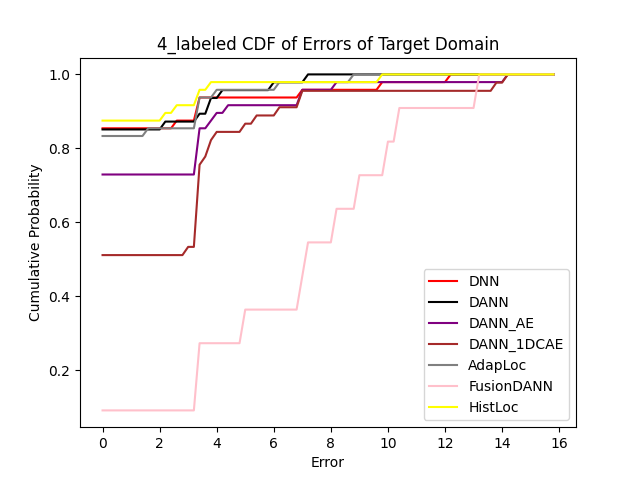 4_labeled CDF of Errors of Target Domain
1.0
0.8
0.6
0.4
0.2
Cumulative Probability
0 2 4 6 8 10 12 14 16
Error
DNN
DANN
DANN_AE
DANN_1DCAE
AdapLoc
FusionDANN
HistLoc